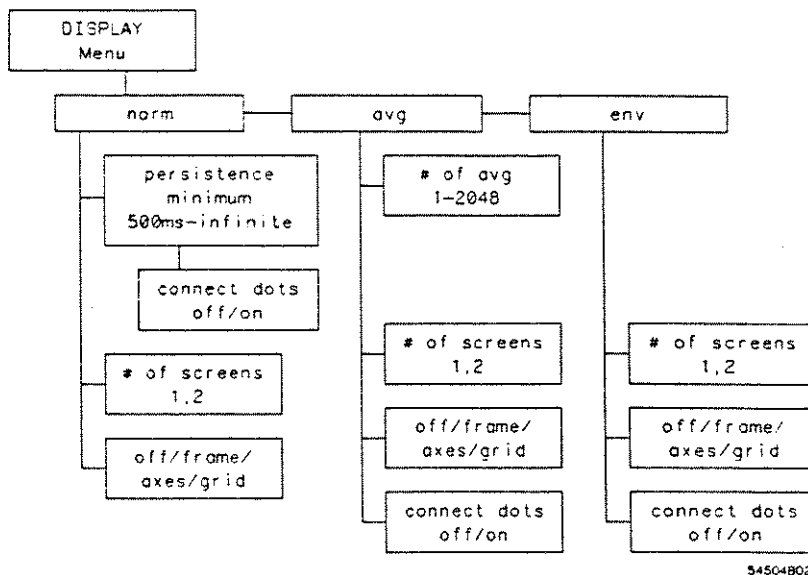 DISPLAY
Menu
norm
avg
env
persistence
minimum
500ms-infinite
connect dots
off/on
# of screens
1,2
off/frame/
axes/grid
# of avg
1-2048
# of screens
1,2
off/frame/
axes/grid
connect dots
off/on
# of screens
1,2
off/frame/
axes/grid
connect dots
off/on
54504B02